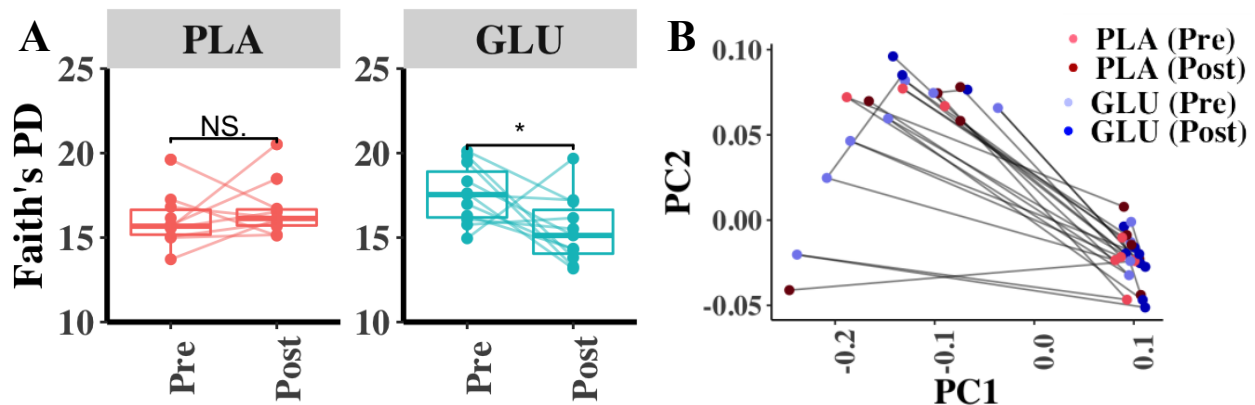 A
PLA
GLU
Faith's PD
25
20
15
10
NS.
Pre
Post
25
20
15
10
*
Pre
Post
B
PLA (Pre)
PLA (Post)
GLU (Pre)
GLU (Post)
PC2
0.10
0.05
0.00
-0.05
-0.2
-0.1
0.0
0.1
PC1